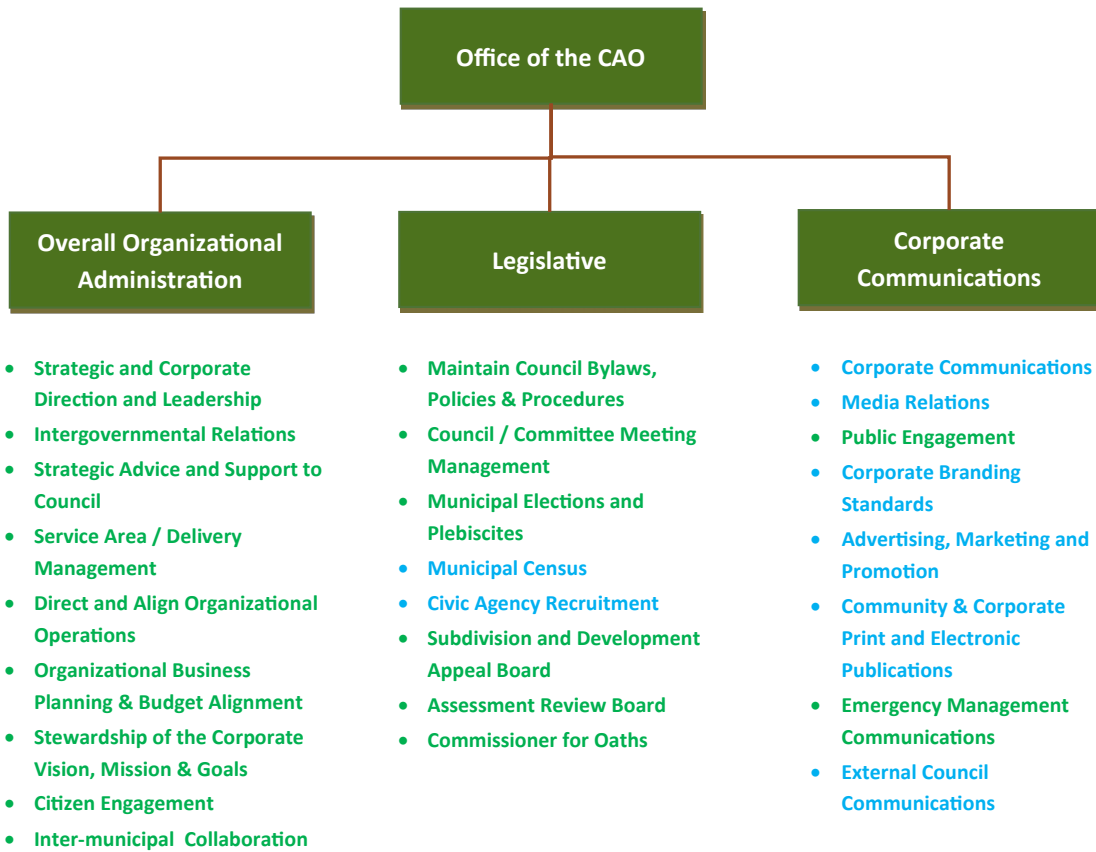 Office of the CAO
Overall Organizational
Administration
Legislative
Corporate
Communications
• Strategic and Corporate
Direction and Leadership
• Intergovernmental Relations
• Strategic Advice and Support to
Council
• Service Area / Delivery
Management
• Direct and Align Organizational
Operations
• Organizational Business
Planning & Budget Alignment
• Stewardship of the Corporate
Vision, Mission & Goals
• Citizen Engagement
• Inter-municipal Collaboration
• Maintain Council Bylaws,
Policies & Procedures
• Council / Committee Meeting
Management
• Municipal Elections and
Plebiscites
• Municipal Census
• Civic Agency Recruitment
• Subdivision and Development
Appeal Board
• Assessment Review Board
• Commissioner for Oaths
• Corporate Communications
• Media Relations
• Public Engagement
• Corporate Branding
Standards
• Advertising, Marketing and
Promotion
• Community & Corporate
Print and Electronic
Publications
• Emergency Management
Communications
• External Council
Communications